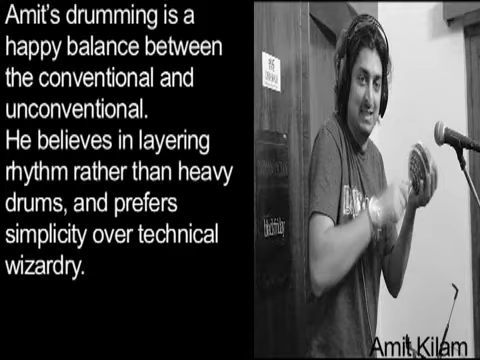 Amit's drumming is a
happy balance between
the conventional and
unconventional.
He believes in layering
rhythm rather than heavy
drums, and prefers
simplicity over technical
wizardry.
Amit Kilam